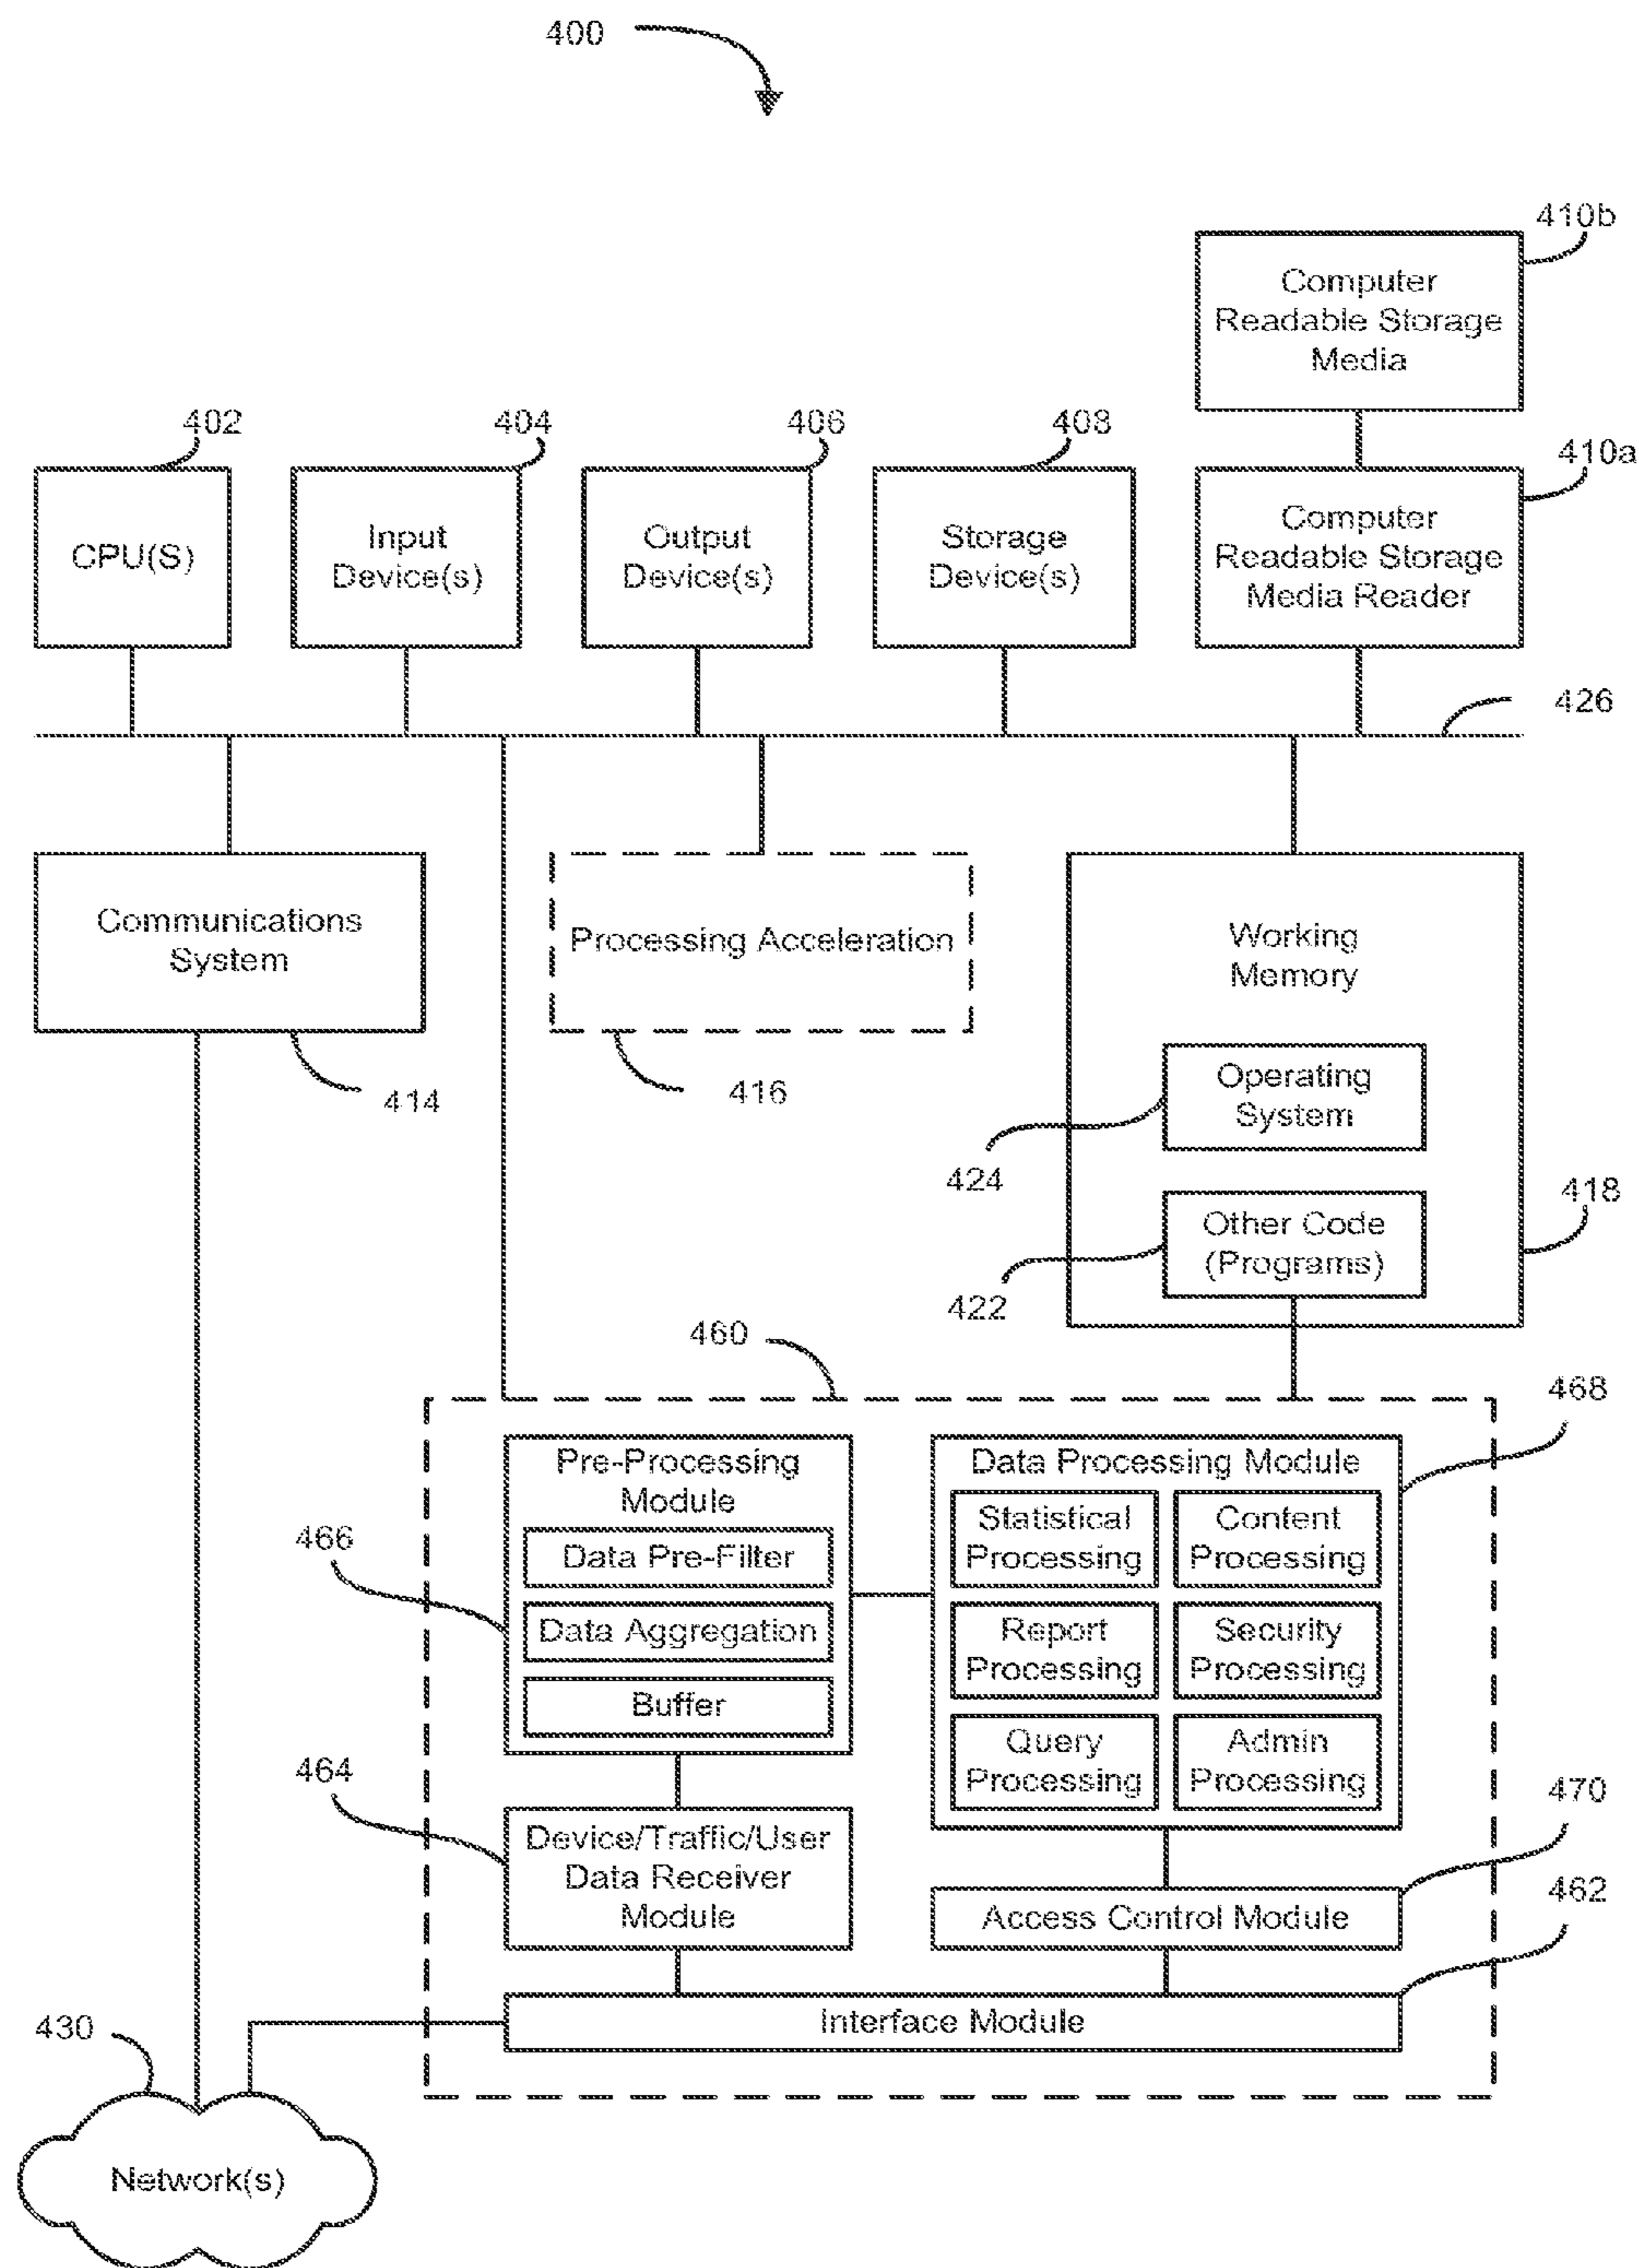 400
410b
Computer
Readable Storage
Media
402
404
406
408
410a
CPU(S)
Input
Device(s)
Output
Device(s)
Storage
Device(s)
Computer
Readable Storage
Media Reader
426
Communications
System
414
Processing Acceleration
416
Working
Memory
Operating
System
424
Other Code
(Programs)
422
418
460
468
Pre-Processing
Module
466
Data Pre-Filter
Data Aggregation
Buffer
Data Processing Module
Statistical
Processing
Content
Processing
Report
Processing
Security
Processing
Query
Processing
Admin
Processing
464
Device/Traffic/User
Data Receiver
Module
470
Access Control Module
462
Interface Module
430
Network(s)